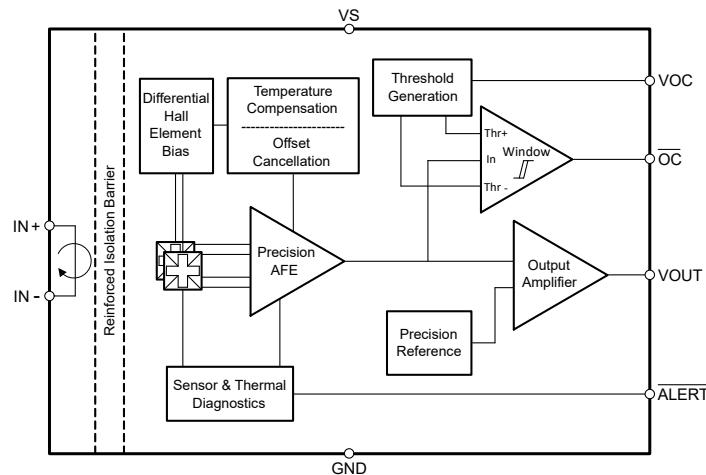 VS
Differential
Hall
Element
Bias
Temperature
Compensation
Offset
Cancellation
Threshold
Generation
VOC
Thr+
In
Window
Thr -
OC
IN +
IN -
Reinforced Isolation Barrier
Precision
AFE
Output
Amplifier
VOUT
Precision
Reference
Sensor & Thermal
Diagnostics
ALERT
GND